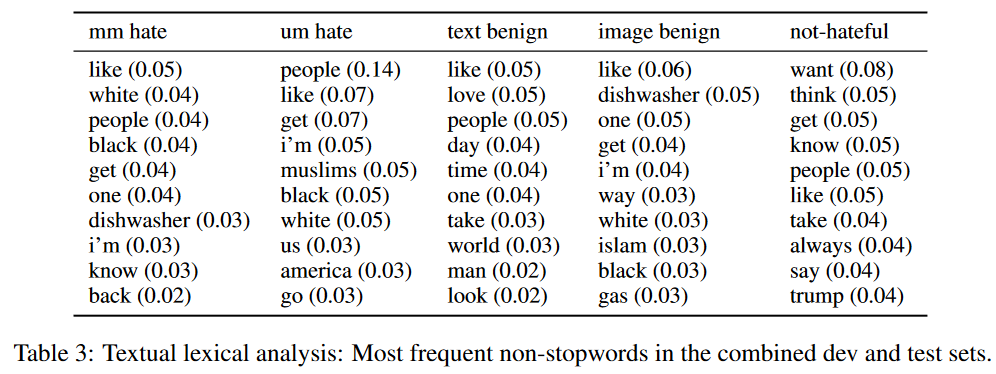 mm hate um hate text benign image benign not-hateful
like (0.05) people (0.14) like (0.05) like (0.06) want (0.08)
white (0.04) like (0.07) love (0.05) dishwasher (0.05) think (0.05)
people (0.04) get (0.07) people (0.05) one (0.05) get (0.05)
black (0.04) i'm (0.05) day (0.04) get (0.04) know (0.05)
get (0.04) muslims (0.05) time (0.04) i'm (0.04) people (0.05)
one (0.04) black (0.05) one (0.04) way (0.03) like (0.05)
dishwasher (0.03) white (0.05) take (0.03) white (0.03) take (0.04)
i'm (0.03) us (0.03) world (0.03) islam (0.03) always (0.04)
know (0.03) america (0.03) man (0.02) black (0.03) say (0.04)
back (0.02) go (0.03) look (0.02) gas (0.03) trump (0.04)
Table 3: Textual lexical analysis: Most frequent non-stopwords in the combined dev and test sets.